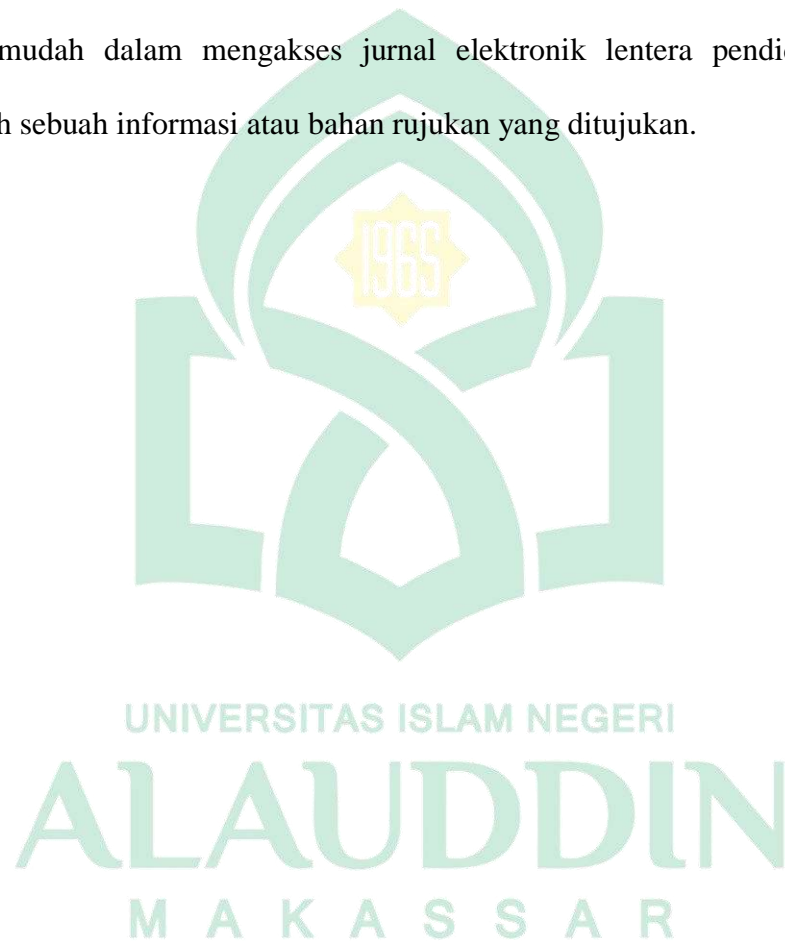 mudah dalam mengakses jurnal elektronik lentera
sebuah informasi atau bahan rujukan yang ditujukan.
1965
UNIVERSITAS ISLAM NEGERI
ALAUDDIN
MAKASSAR